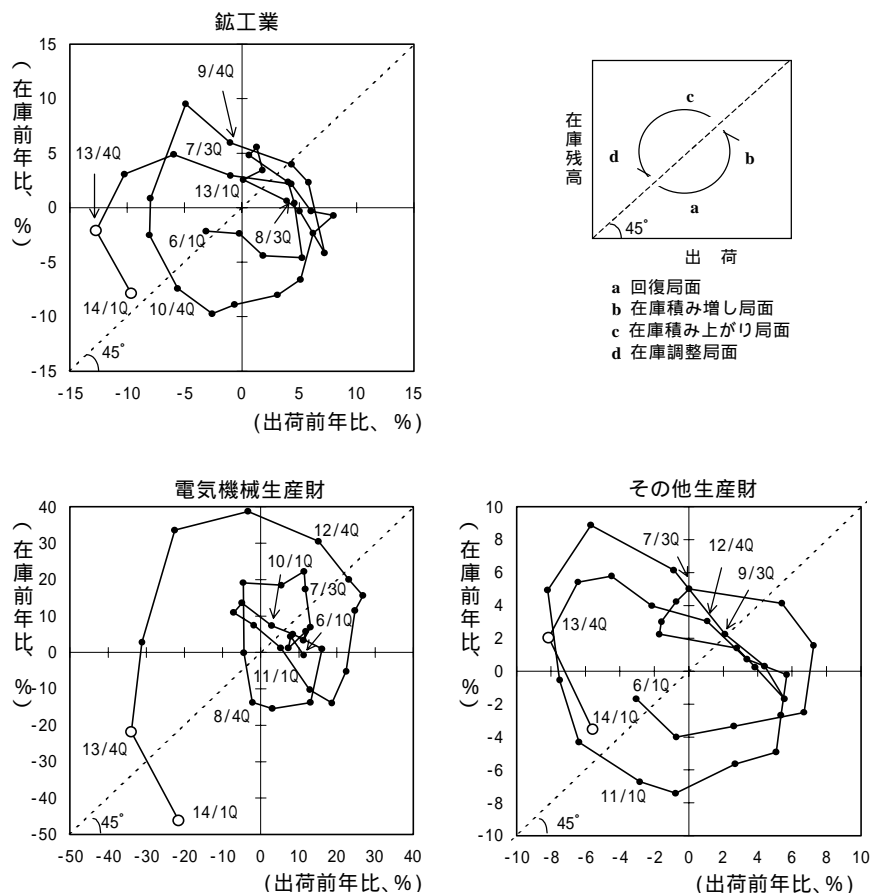 鉱工業
(在庫前年比、%)
15
10
5
0
-5
-10
-15
9/4Q
7/3Q
13/4Q
13/1Q
6/1Q
8/3Q
14/1Q
10/4Q
45°
-15 -10 -5 0 5 10 15
(出荷前年比、%)
在庫残高
c
d
b
a
45°
出 荷
a 回復局面
b 在庫積み増し局面
c 在庫積み上がり局面
d 在庫調整局面
電気機械生産財
(在庫前年比、%)
40
30
20
10
0
-10
-20
-30
-40
-50
12/4Q
10/1Q
7/3Q
6/1Q
11/1Q
8/4Q
13/4Q
14/1Q
45°
-50 -40 -30 -20 -10 0 10 20 30 40
(出荷前年比、%)
その他生産財
(在庫前年比、%)
10
8
6
4
2
0
-2
-4
-6
-8
-10
7/3Q
12/4Q
9/3Q
13/4Q
6/1Q
14/1Q
11/1Q
45°
-10 -8 -6 -4 -2 0 2 4 6 8 10
(出荷前年比、%)